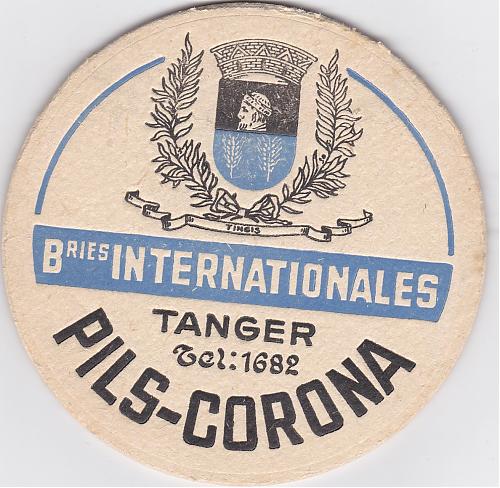 TINGIS
BRIES INTERNATIONALES
TANGER
Tel: 1682
PILS-CORONA